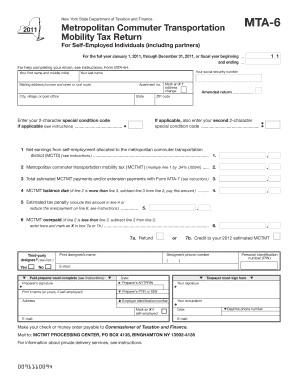 New York State Department of Taxation and Finance
2011
Metropolitan Commuter Transportation
Mobility Tax Return
MTA-6
For Self-Employed Individuals (including partners)
For the full year January 1, 2011, through December 31, 2011, or fiscal year beginning 1 1
and ending
For help completing your return, see instructions, Form MTA-6-I.
Your first name and middle initial Your last name Your social security number
Mailing address Apartment no. Mark an X if address change
City, village, or post office State ZIP code
Amended return
Enter your 2-character special condition code
if applicable (see instructions)
If applicable, also enter your second 2-character
special condition code
1 Net earnings from self-employment allocated to the metropolitan commuter transportation
district (MCTD) (see instructions) 1.
2 Metropolitan commuter transportation mobility tax (MCTMT) (multiply line 1 by .34% (.0034)) 2.
3 Total estimated MCTMT payments and/or extension payments with Form MTA-7 (see instructions) 3.
4 MCTMT balance due (if line 2 is more than line 3, subtract line 3 from line 2; pay this amount) 4.
5 Estimated tax penalty (include this amount in line 4 or
reduce the overpayment on line 6; see instructions) 5.
6 MCTMT overpaid (if line 2 is less than line 3, subtract line 2 from line 3;
enter here and mark an X in box 7a or 7b) 6.
7a. Refund or 7b. Credit to your 2012 estimated MCTMT
Third-party
designee? (see instr.)
Yes No
Print designee's name Designee's phone number Personal identification
number (PIN)
E-mail:
Paid preparer must complete (see instructions) Date: Taxpayer must sign here
Preparer's signature Preparer's NYTPRIN Your signature
Firm's name (or yours, if self-employed) Preparer's PTIN or SSN
Address Employer identification number Your occupation
Mark an X if
self-employed
Date Daytime phone number
E-mail: E-mail:
Make your check or money order payable to Commissioner of Taxation and Finance.
Mail to: MCTMT PROCESSING CENTER, PO BOX 4135, BINGHAMTON NY 13902-4135
For information about private delivery services, see instructions.